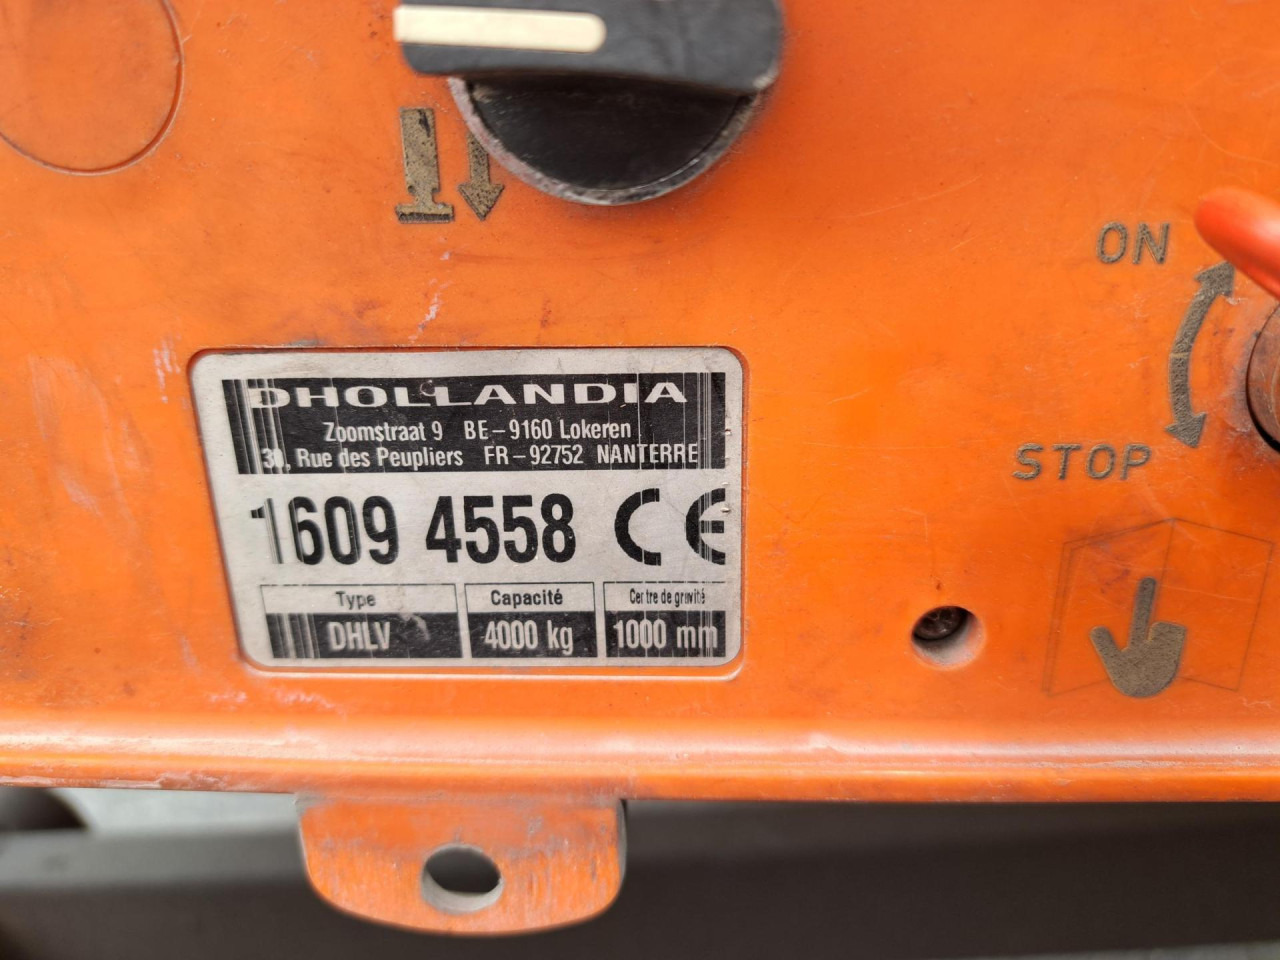 ON
STOP
DHOLLANDIA
Zoomstraat 9 BE-9160 Lokeren
30, Rue des Peupliers FR-92752 NANTERRE
1609 4558 CE
Type Capacité Centre de gravité
DHLV 4000 kg 1000 mm